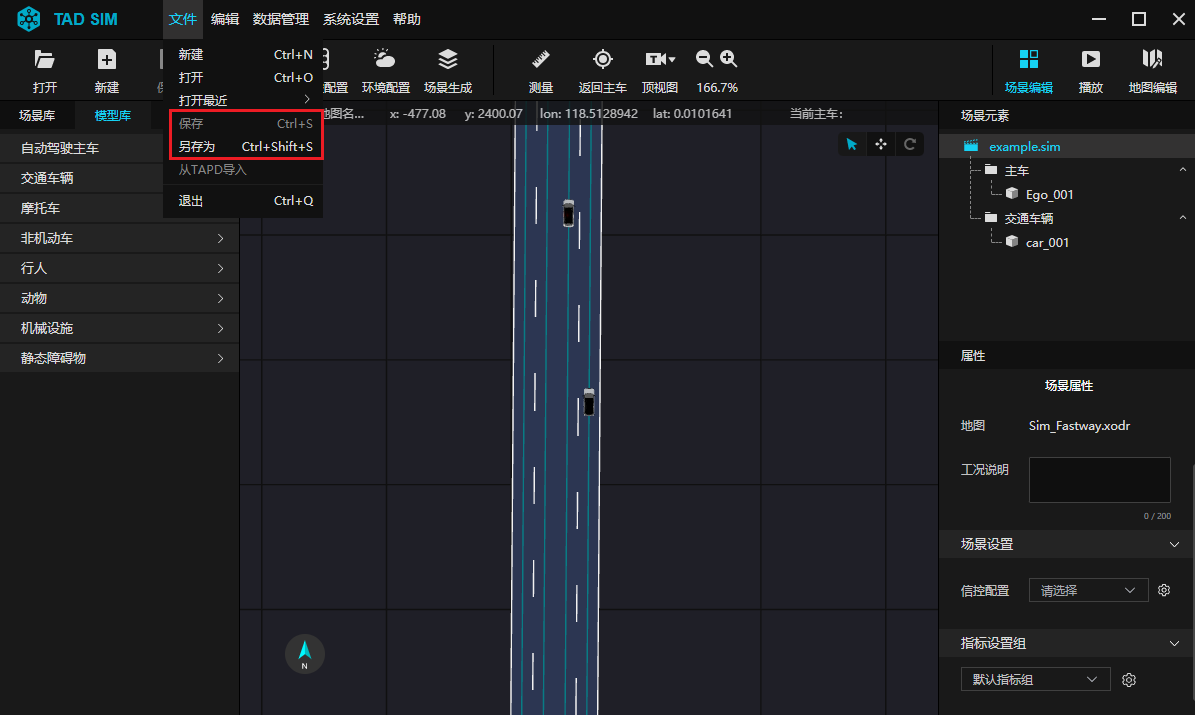 TAD SIM
文件 编辑 数据管理 系统设置 帮助
新建 Ctrl+N
打开 Ctrl+O
打开最近
保存 Ctrl+S
另存为 Ctrl+Shift+S
从TAPD导入
退出 Ctrl+Q
打开 新建 配置 环境配置 场景生成 测量 返回主车 顶视图 166.7% 场景编辑 播放 地图编辑
场景库 模型库
地图名... x: -477.08 y: 2400.07 lon: 118.5128942 lat: 0.0101641 当前主车:
自动驾驶主车
交通车辆
摩托车
非机动车
行人
动物
机械设施
静态障碍物
N
场景元素
example.sim
主车
Ego_001
交通车辆
car_001
属性
场景属性
地图 Sim_Fastway.xodr
工况说明
0 / 200
场景设置
信控配置 请选择
指标设置组
默认指标组